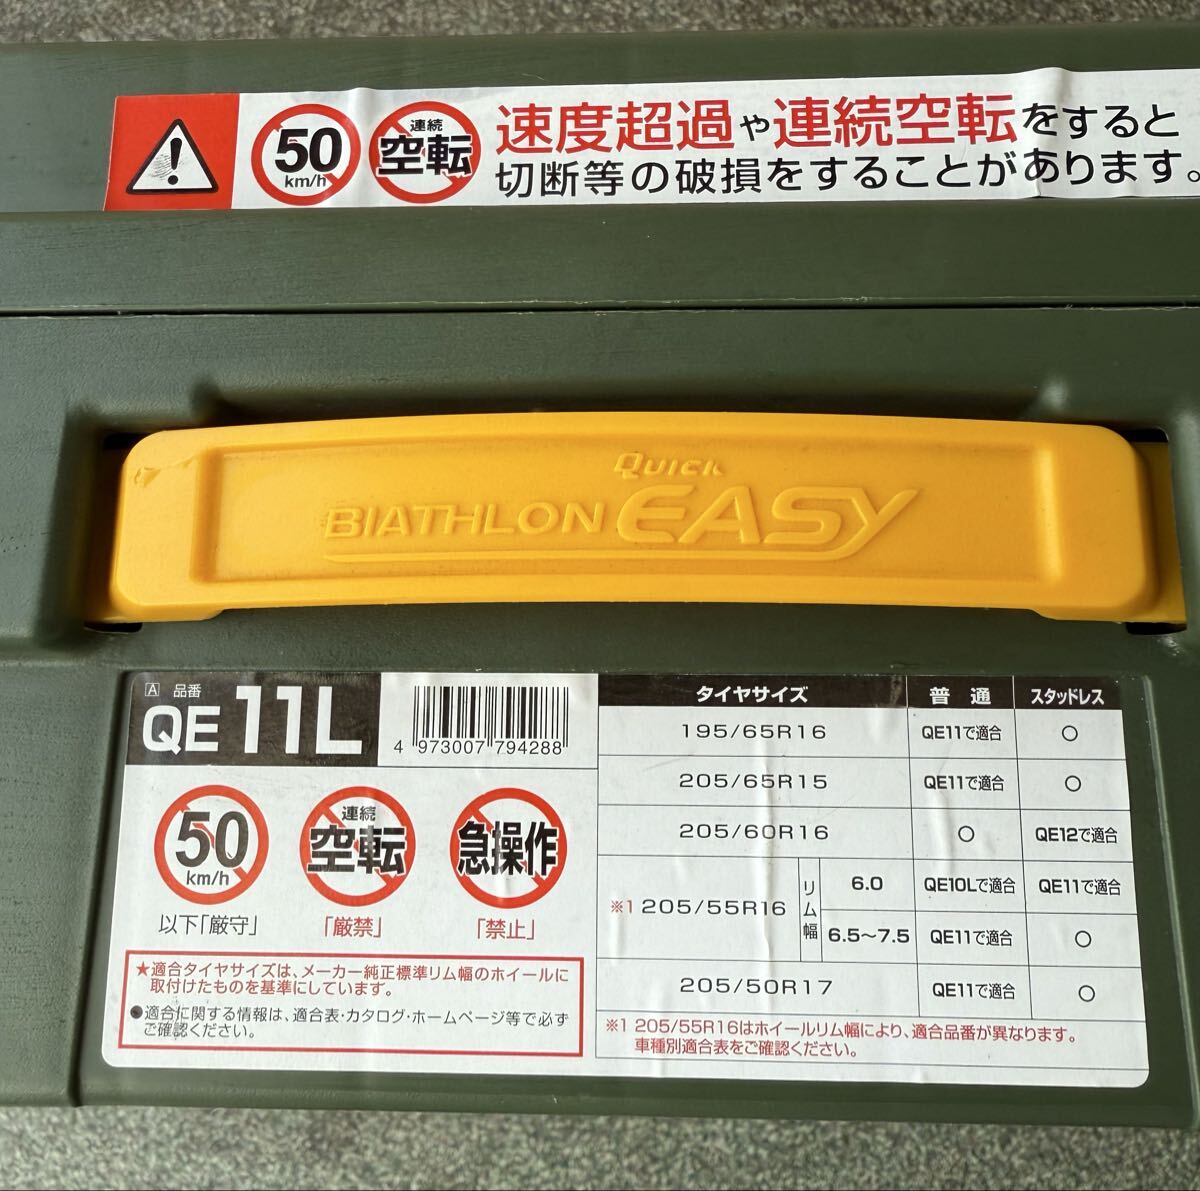 50
km/h
連続
空転
速度超過や連続空転をすると
切断等の破損をすることがあります。
QUICK
BIATHLON EASY
A 品番
QE 11L
4 973007 794288
50
km/h
以下「厳守」
連続
空転
「厳禁」
急操作
「禁止」
★適合タイヤサイズは、メーカー純正標準リム幅のホイールに
取付けたものを基準にしています。
●適合に関する情報は、適合表・カタログ・ホームページ等で必ず
ご確認ください。
タイヤサイズ 普通 スタッドレス
195/65R16 QE11で適合 ○
205/65R15 QE11で適合 ○
205/60R16 ○ QE12で適合
※1 205/55R16 リム幅 6.0 QE10Lで適合 QE11で適合
6.5〜7.5 QE11で適合 ○
205/50R17 QE11で適合 ○
※1 205/55R16はホイールリム幅により、適合品番が異なります。
車種別適合表をご確認ください。